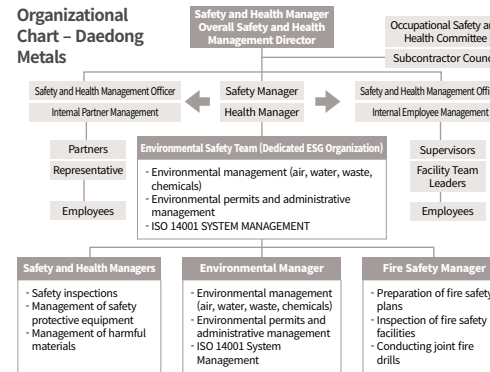 Organizational
Chart – Daedong
Metals
Safety and Health Manager
Overall Safety and Health
Management Director
Occupational Safety
Health Committee
Subcontractor
Safety and Health Management Officer
Internal Partner Management
Safety Manager
Health Manager
Safety and Health Management
Internal Employee Management
Partners
Representative
Employees
Environmental Safety Team (Dedicated ESG Organization)
- Environmental management (air, water, waste,
chemicals)
- Environmental permits and administrative
management
- ISO 14001 SYSTEM MANAGEMENT
Supervisors
Facility Team
Leaders
Employees
Safety and Health Managers
- Safety inspections
- Management of safety
protective equipment
- Management of harmful
materials
Environmental Manager
- Environmental management
(air, water, waste, chemicals)
- Environmental permits and
administrative management
- ISO 14001 System
Management
Fire Safety Manager
- Preparation of fire safety
plans
- Inspection of fire safety
facilities
- Conducting joint fire
drills